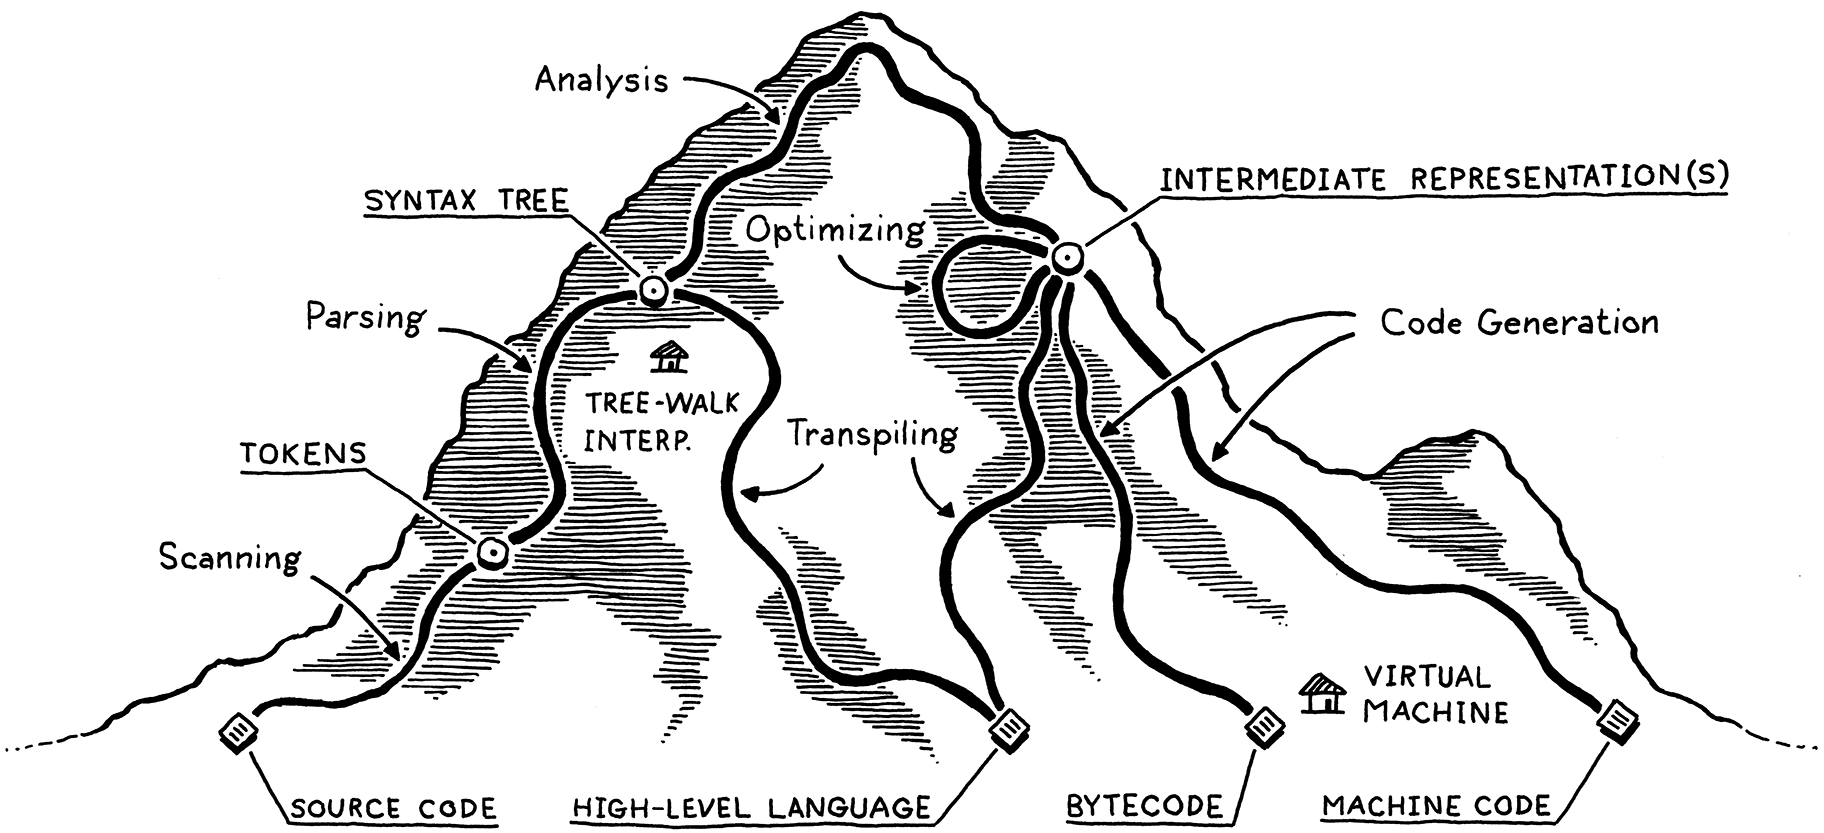 Analysis
INTERMEDIATE REPRESENTATION(S)
SYNTAX TREE
Optimizing
Parsing
Code Generation
TREE-WALK
INTERP.
Transpiling
TOKENS
Scanning
VIRTUAL
MACHINE
SOURCE CODE
HIGH-LEVEL LANGUAGE
BYTECODE
MACHINE CODE